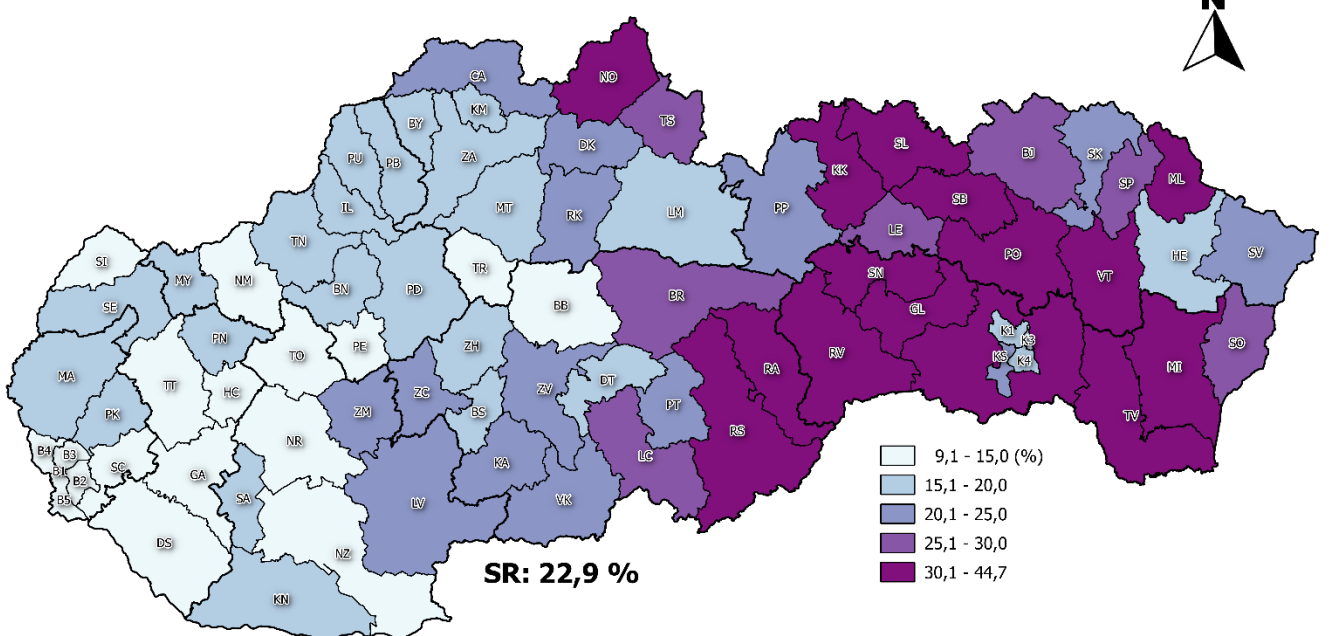 N
CA
NO
KM
TS
BY
DK
PU
PB
ZA
SL
BJ
SK
KK
SP
ML
IL
MT
RK
LM
PP
SB
TN
LE
HE
SV
SI
TR
PO
MY
NM
SN
VT
SE
BN
PD
BB
BR
GL
PN
PE
ZH
RV
K1
K3
TO
KS
K4
SO
MA
TT
HC
DT
RA
MI
PK
ZM
ZC
BS
ZV
PT
TV
B4
B3
SC
NR
RS
B1
B2
GA
KA
LC
B5
SA
LV
VK
DS
NZ
KN
SR: 22,9 %
9,1 - 15,0 (%)
15,1 - 20,0
20,1 - 25,0
25,1 - 30,0
30,1 - 44,7